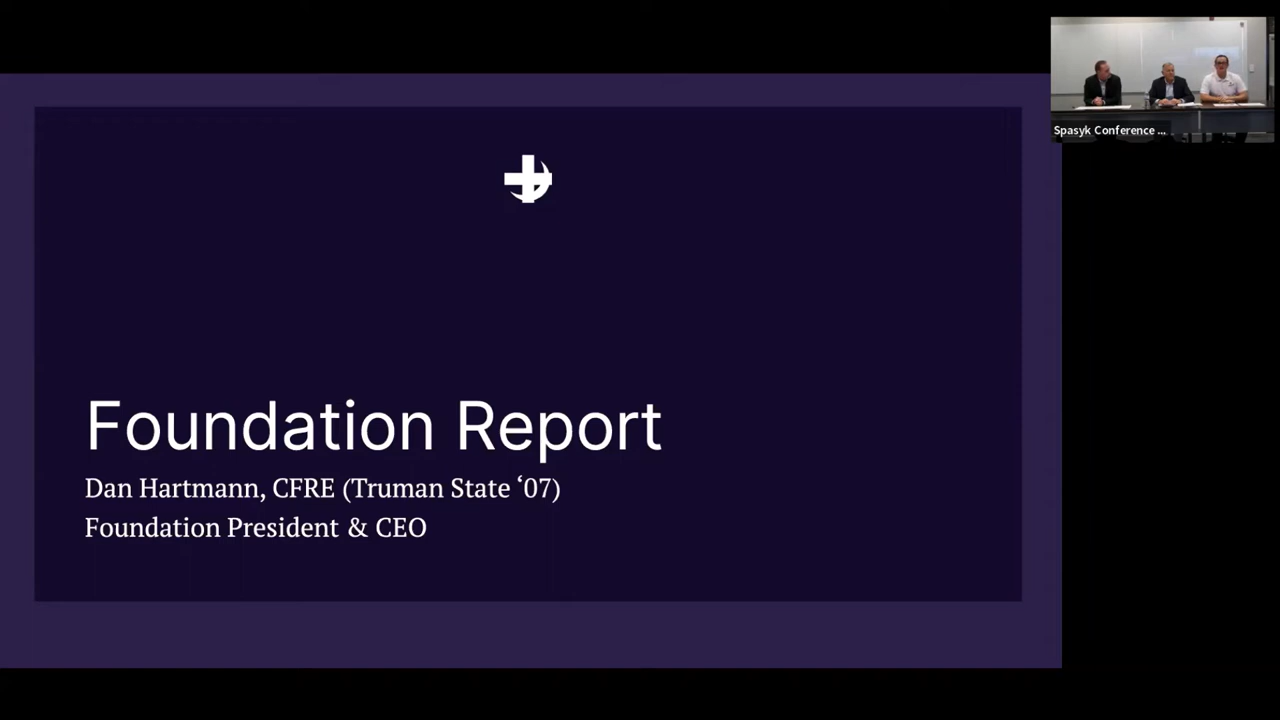 Spasyk Conference ...
Foundation Report
Dan Hartmann, CFRE (Truman State ‘07)
Foundation President & CEO